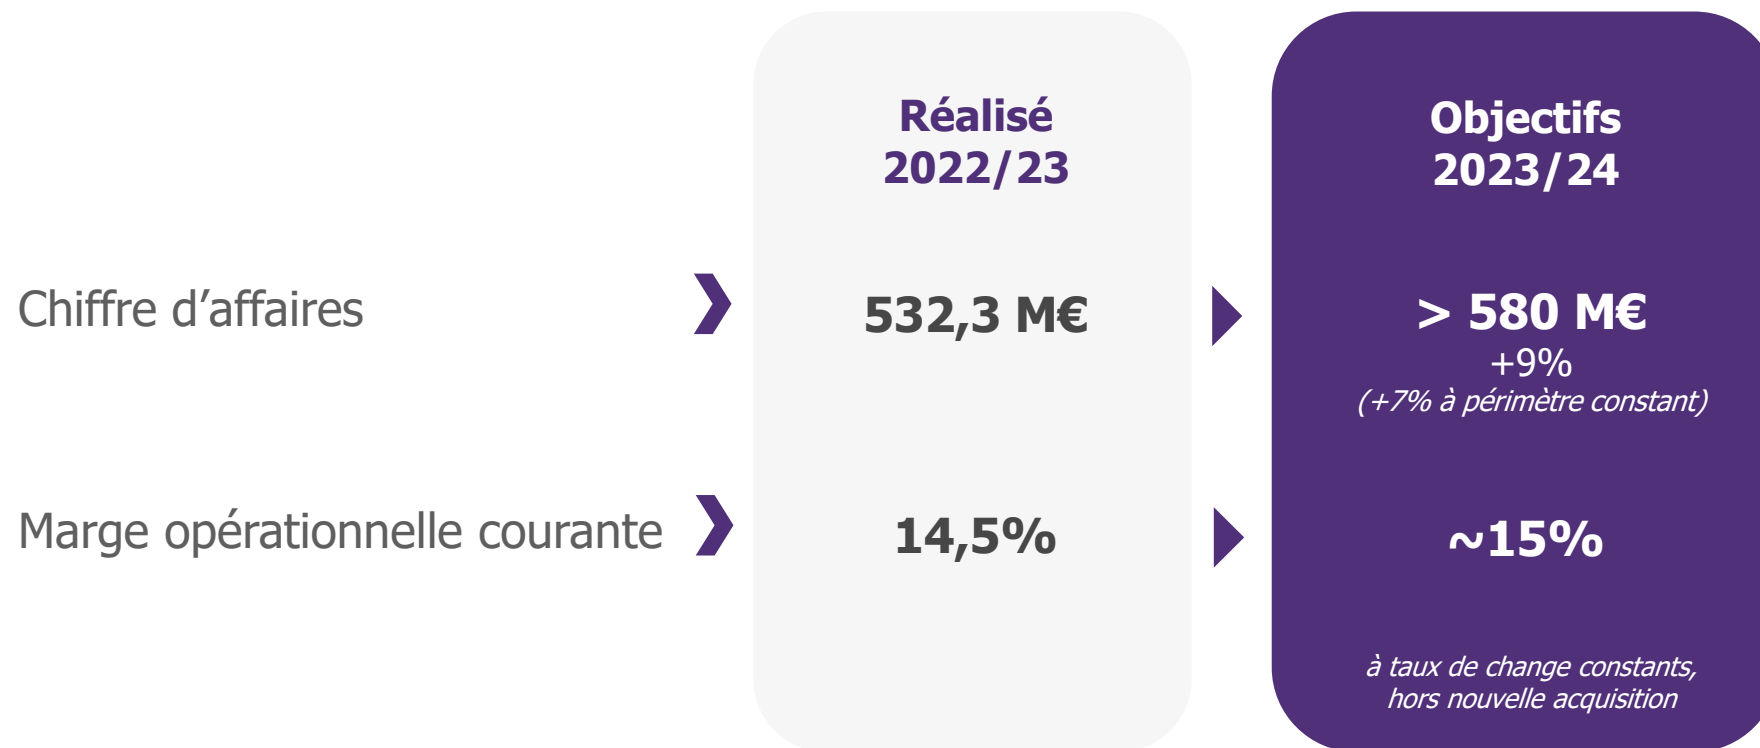 Réalisé
2022/23
Objectifs
2023/24
Chiffre d’affaires
532,3 M€
> 580 M€
+9%
(+7% à périmètre constant)
Marge opérationnelle courante
14,5%
~15%
à taux de change constants,
hors nouvelle acquisition